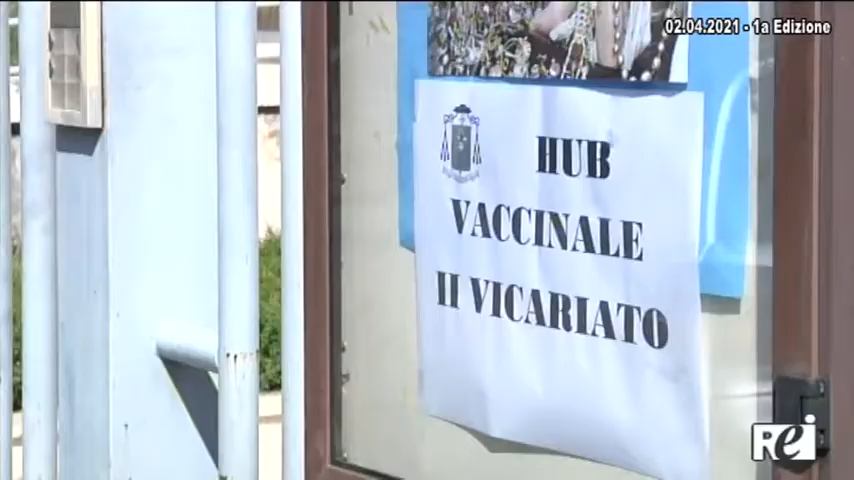 02.04.2021 - 1a Edizione
HUB
VACCINALE
II VICARIATO
Rei